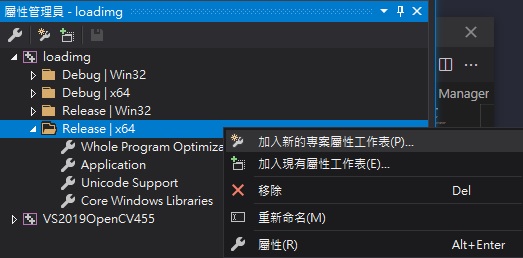 屬性管理員 - loadimg
loadimg
Debug | Win32
Debug | x64
Manager
Release | Win32
Release | x64
加入新的專案屬性工作表(P)...
Whole Program Optimiza
加入現有屬性工作表(E)...
Application
移除 Del
Unicode Support
重新命名(M)
Core Windows Libraries
VS2019OpenCV455
屬性(R) Alt+Enter